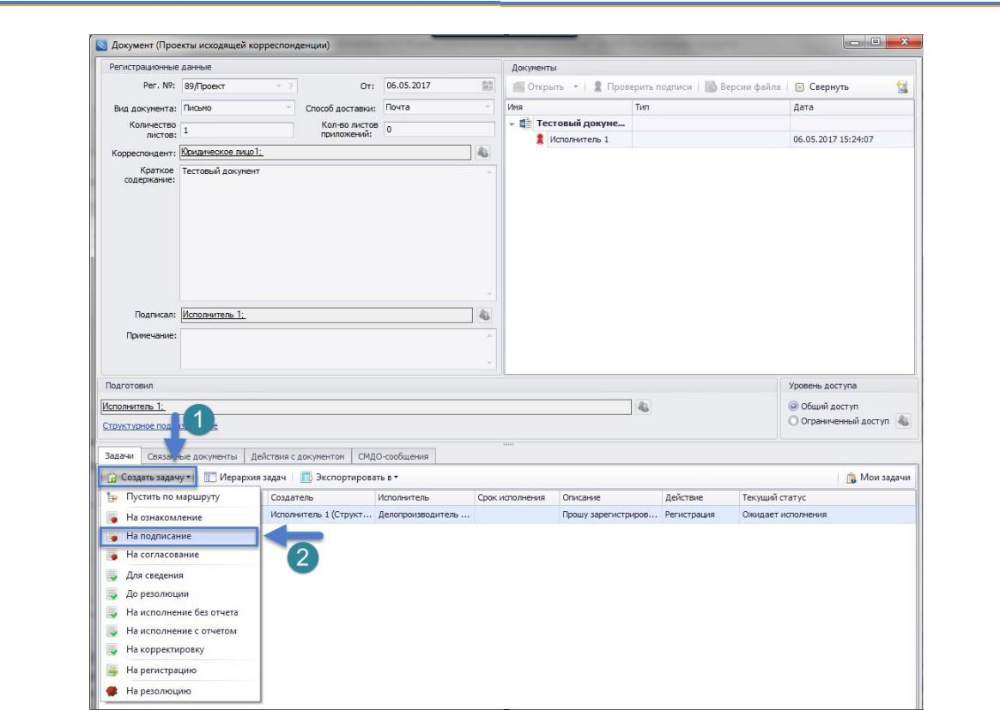 Документ (Проекты исходящей корреспонденции)
Регистрационные данные
Рег. №: 89/Проект ? От: 06.05.2017
Вид документа: Письмо Способ доставки: Почта
Количество листов: 1 Кол-во листов приложений: 0
Корреспондент: Юридическое лицо1;
Краткое содержание: Тестовый документ
Подписал: Исполнитель 1;
Примечание:
Документы
Открыть Проверить подписи Версии файла Свернуть
Имя Тип Дата
Тестовый докуме...
Исполнитель 1 06.05.2017 15:24:07
Подготовил
Исполнитель 1;
Структурное
Уровень доступа
Общий доступ
Ограниченный доступ
1
Задачи Связанные документы Действия с документом СМДО-сообщения
Создать задачу Иерархия задач Экспортировать в Мои задачи
Создатель Исполнитель Срок исполнения Описание Действие Текущий статус
Исполнитель 1 (Структ... Делопроизводитель ... Прошу зарегистриров... Регистрация Ожидает исполнения
Пустить по маршруту
На ознакомление
На подписание
2
На согласование
Для сведения
До резолюции
На исполнение без отчета
На исполнение с отчетом
На корректировку
На регистрацию
На резолюцию